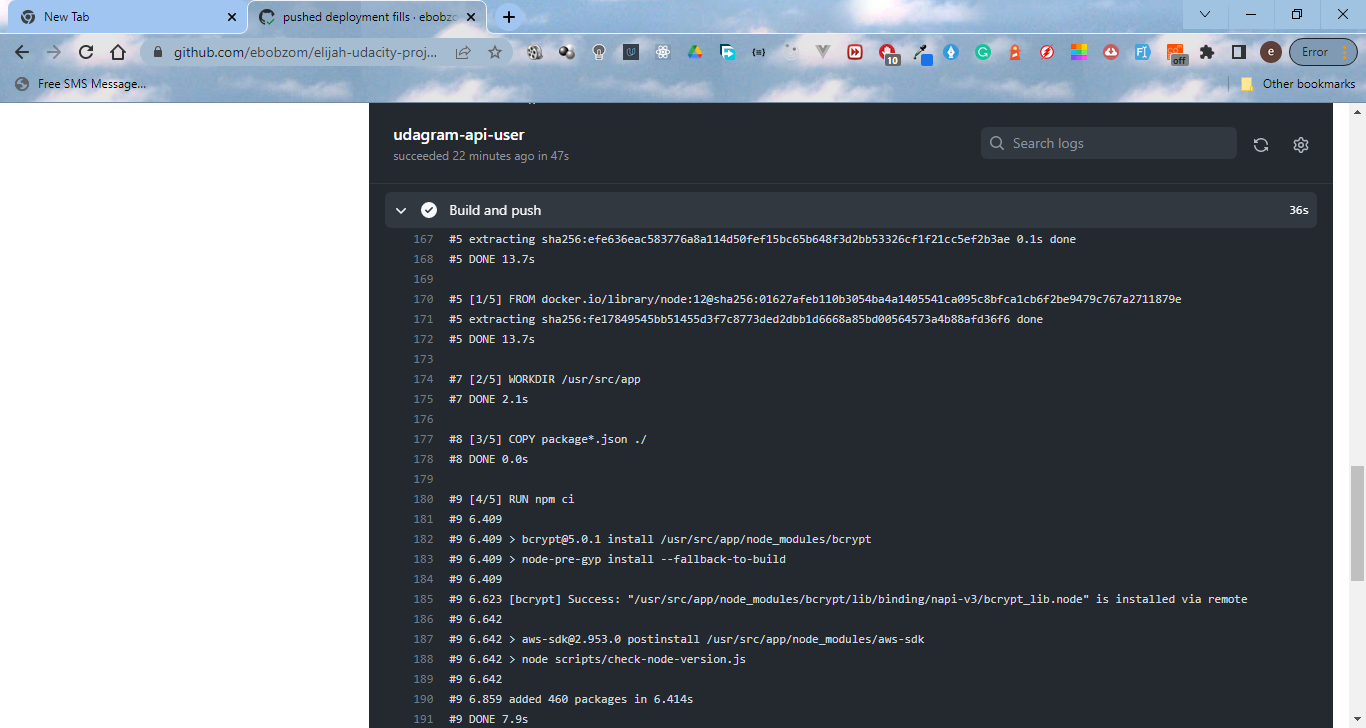 New Tab
pushed deployment fills · ebobzo
github.com/ebobzom/elijah-udacity-proj...
10
off
e
Error
Free SMS Message...
Other bookmarks
udagram-api-user
succeeded 22 minutes ago in 47s
Search logs
Build and push
36s
167 #5 extracting sha256:efe636eac583776a8a114d50fef15bc65b648f3d2bb53326cf1f21cc5ef2b3ae 0.1s done
168 #5 DONE 13.7s
169
170 #5 [1/5] FROM docker.io/library/node:12@sha256:01627afeb110b3054ba4a1405541ca095c8bfca1cb6f2be9479c767a2711879e
171 #5 extracting sha256:fe17849545bb51455d3f7c8773ded2dbb1d6668a85bd00564573a4b88afd36f6 done
172 #5 DONE 13.7s
173
174 #7 [2/5] WORKDIR /usr/src/app
175 #7 DONE 2.1s
176
177 #8 [3/5] COPY package*.json ./
178 #8 DONE 0.0s
179
180 #9 [4/5] RUN npm ci
181 #9 6.409
182 #9 6.409 > bcrypt@5.0.1 install /usr/src/app/node_modules/bcrypt
183 #9 6.409 > node-pre-gyp install --fallback-to-build
184 #9 6.409
185 #9 6.623 [bcrypt] Success: "/usr/src/app/node_modules/bcrypt/lib/binding/napi-v3/bcrypt_lib.node" is installed via remote
186 #9 6.642
187 #9 6.642 > aws-sdk@2.953.0 postinstall /usr/src/app/node_modules/aws-sdk
188 #9 6.642 > node scripts/check-node-version.js
189 #9 6.642
190 #9 6.859 added 460 packages in 6.414s
191 #9 DONE 7.9s